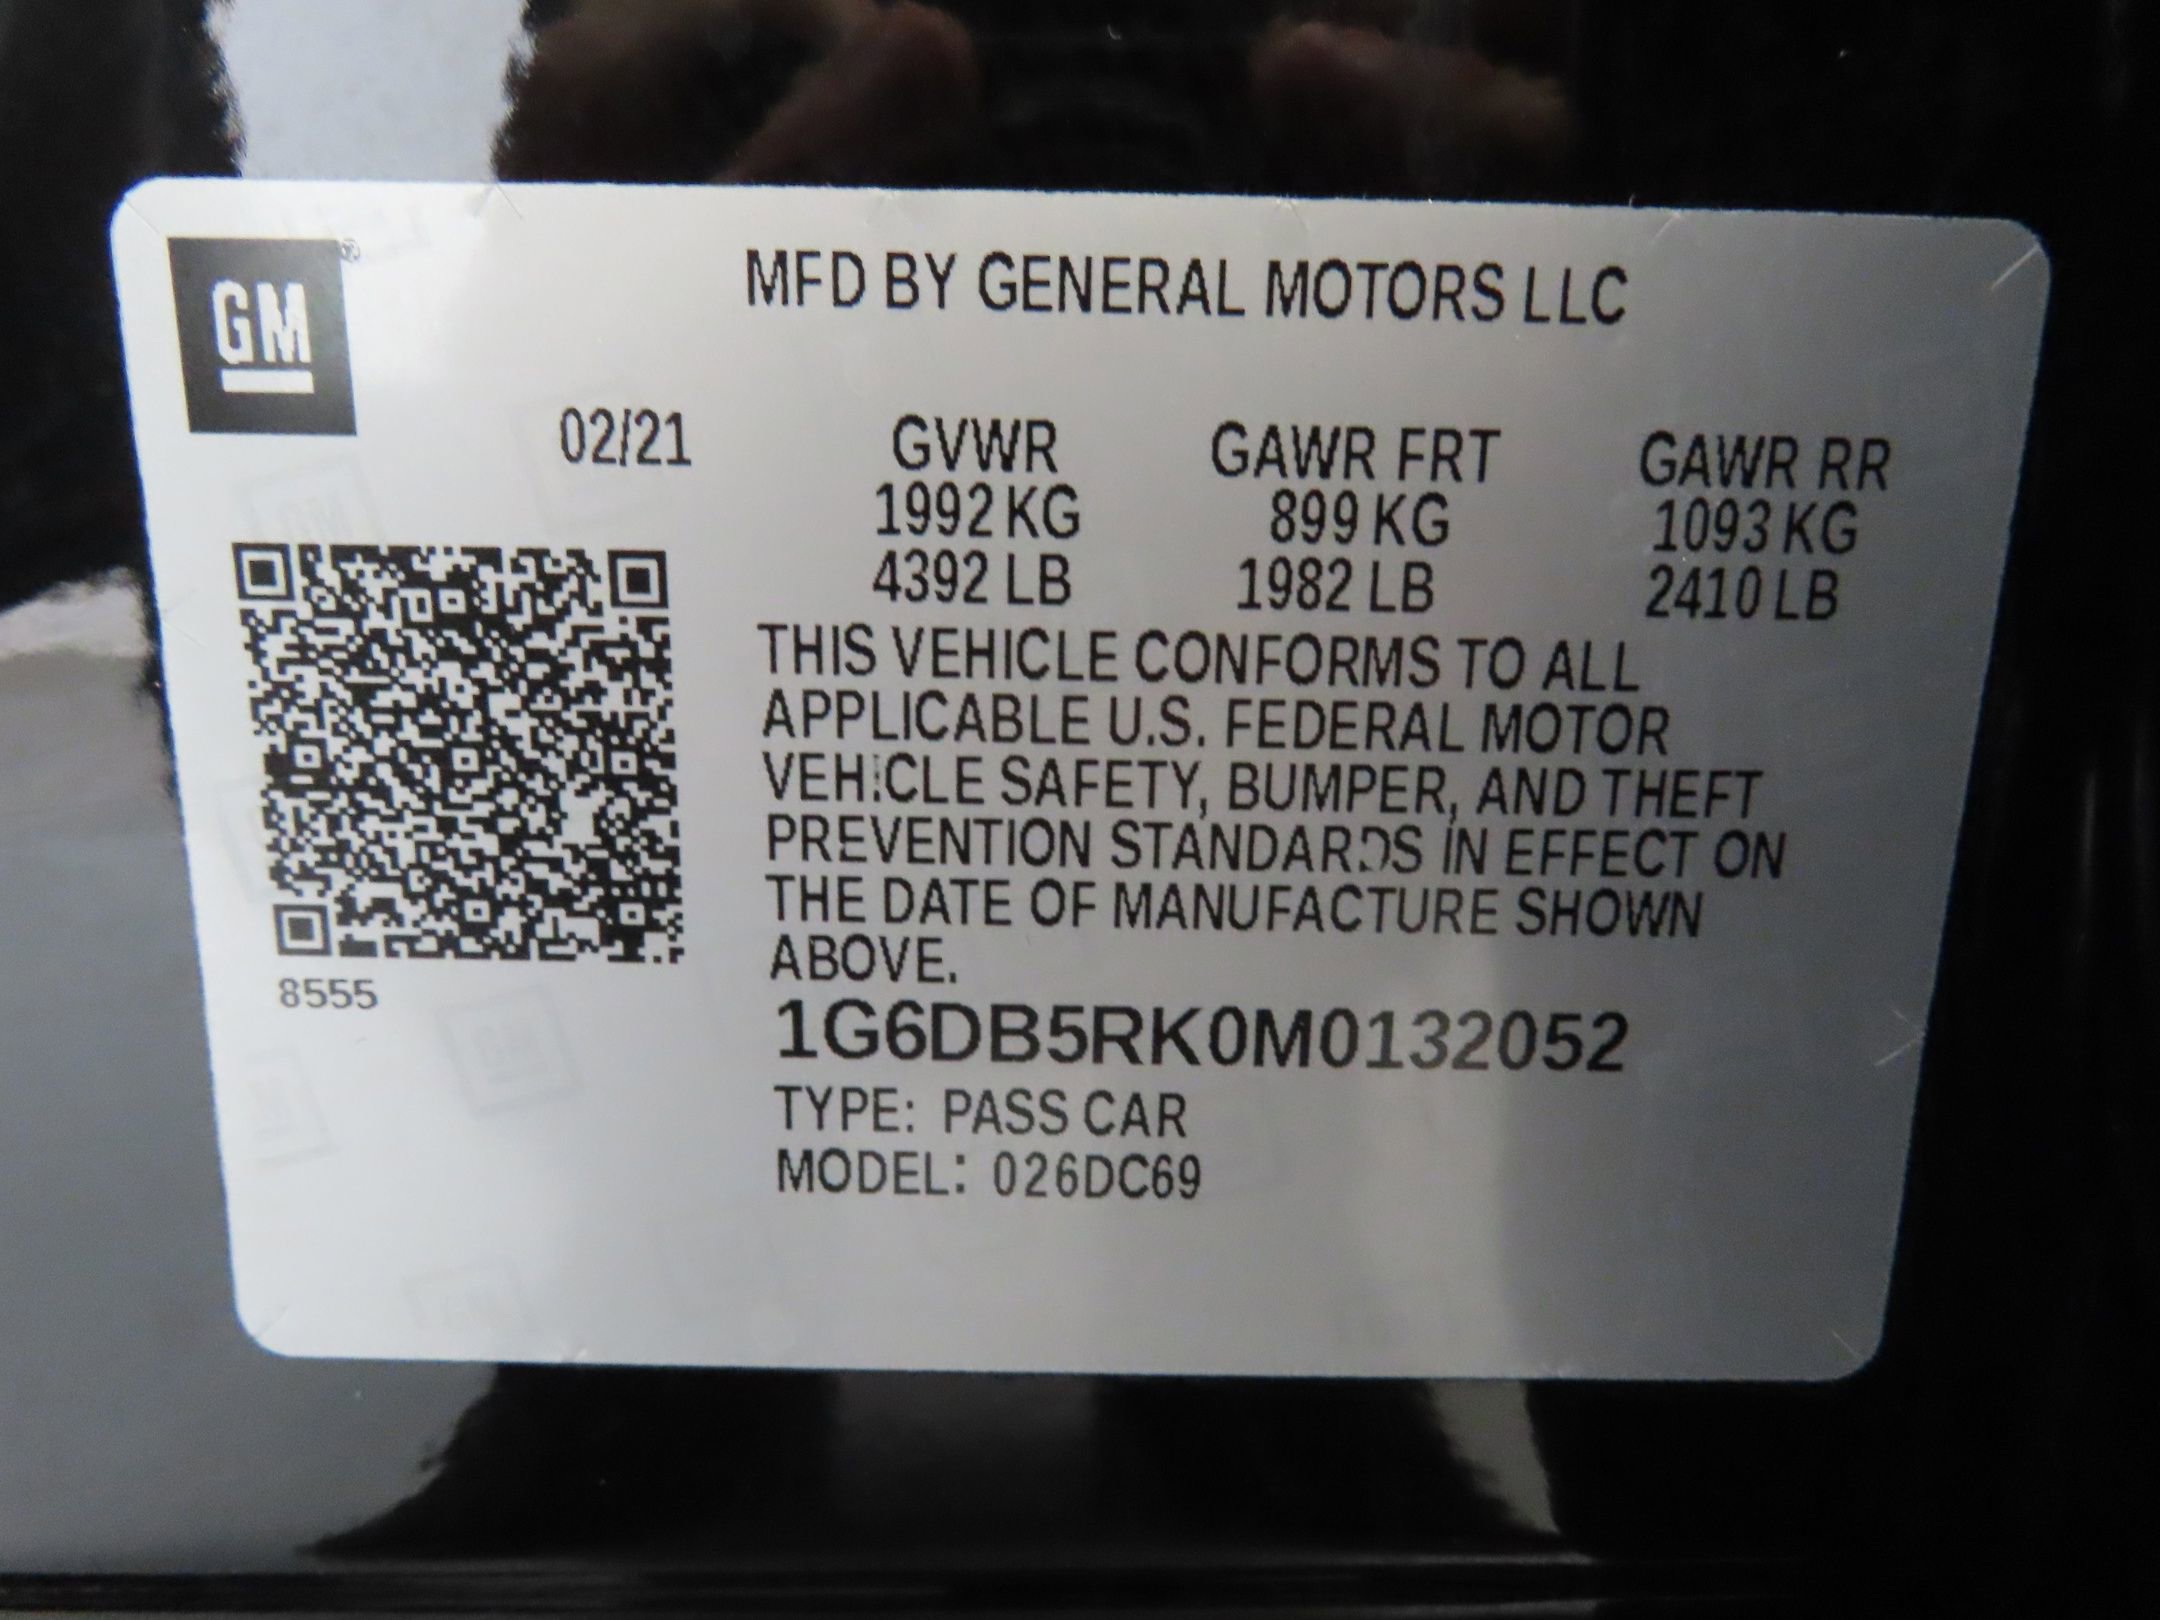 GM
MFD BY GENERAL MOTORS LLC
02/21 GVWR GAWR FRT GAWR RR
1992 KG 899 KG 1093 KG
4392 LB 1982 LB 2410 LB
THIS VEHICLE CONFORMS TO ALL
APPLICABLE U.S. FEDERAL MOTOR
VEHICLE SAFETY, BUMPER, AND THEFT
PREVENTION STANDARDS IN EFFECT ON
THE DATE OF MANUFACTURE SHOWN
ABOVE.
8555
1G6DB5RK0M0132052
TYPE: PASS CAR
MODEL: 026DC69